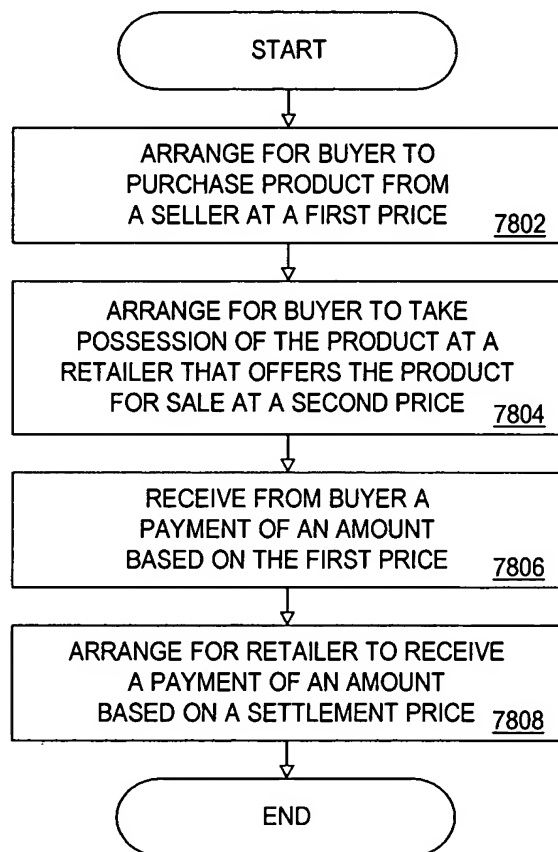 START
ARRANGE FOR BUYER TO
PURCHASE PRODUCT FROM
A SELLER AT A FIRST PRICE
7802
ARRANGE FOR BUYER TO TAKE
POSSESSION OF THE PRODUCT AT A
RETAILER THAT OFFERS THE PRODUCT
FOR SALE AT A SECOND PRICE
7804
RECEIVE FROM BUYER A
PAYMENT OF AN AMOUNT
BASED ON THE FIRST PRICE
7806
ARRANGE FOR RETAILER TO RECEIVE
A PAYMENT OF AN AMOUNT
BASED ON A SETTLEMENT PRICE
7808
END